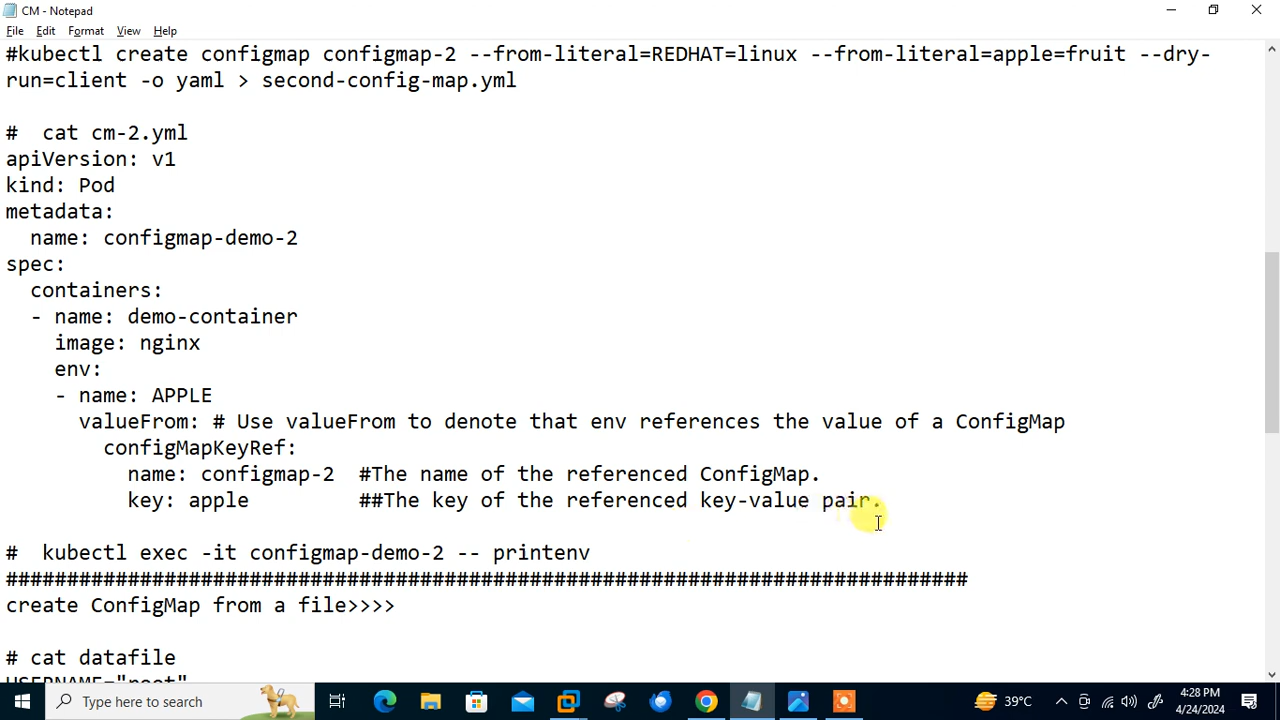 CM - Notepad
File Edit Format View Help
#kubectl create configmap configmap-2 --from-literal=REDHAT=linux --from-literal=apple=fruit --dry-
run=client -o yaml > second-config-map.yml
#  cat cm-2.yml
apiVersion: v1
kind: Pod
metadata:
  name: configmap-demo-2
spec:
  containers:
  - name: demo-container
    image: nginx
    env:
    - name: APPLE
      valueFrom: # Use valueFrom to denote that env references the value of a ConfigMap
        configMapKeyRef:
          name: configmap-2  #The name of the referenced ConfigMap.
          key: apple         ##The key of the referenced key-value pair.
#  kubectl exec -it configmap-demo-2 -- printenv
###############################################################################
create ConfigMap from a file>>>>
# cat datafile
USERNAME="root"
Type here to search
39°C
4:28 PM
4/24/2024